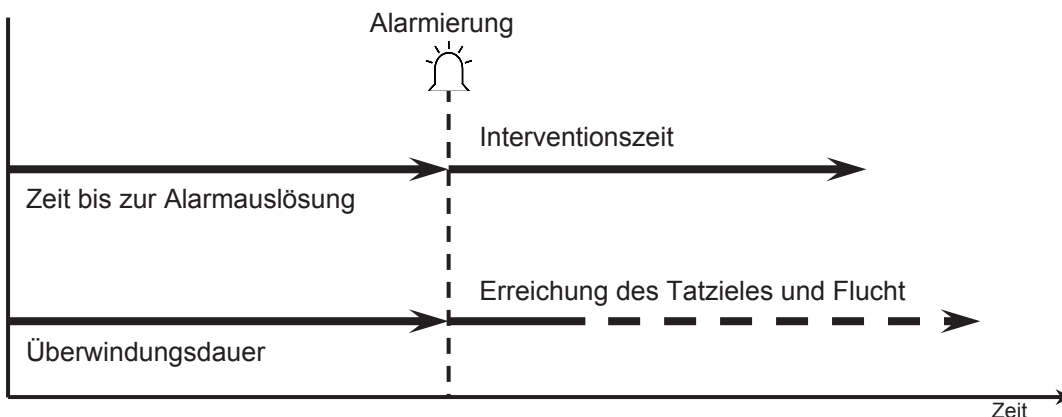 Alarmierung
Interventionszeit
Zeit bis zur Alarmauslösung
Erreichung des Tatzieles und Flucht
Überwindungsdauer
Zeit